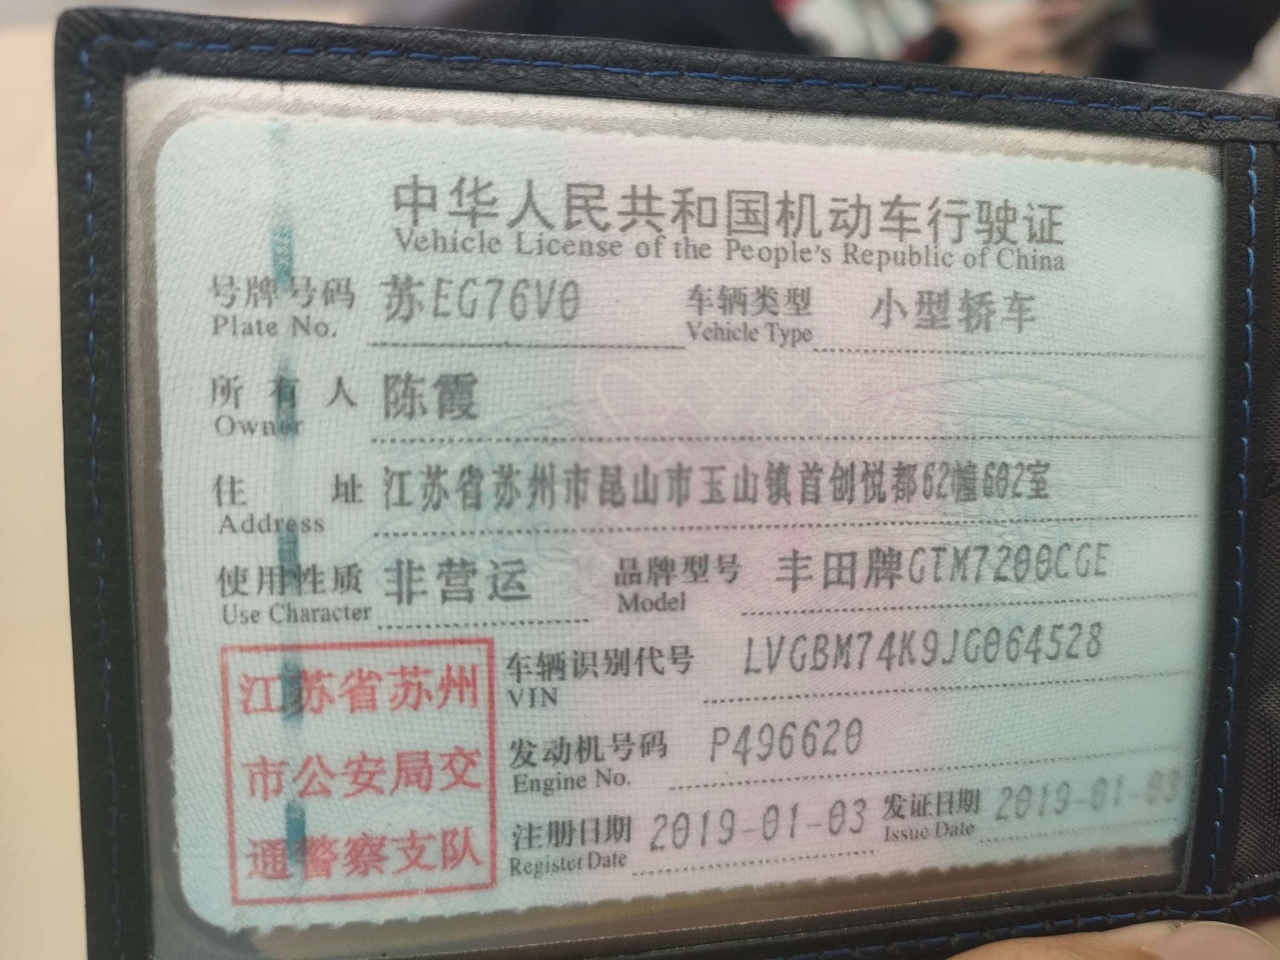 中华人民共和国机动车行驶证
Vehicle License of the People's Republic of China
号牌号码 苏EG76V0 车辆类型 小型轿车
Plate No. Vehicle Type
所有人 陈霞
Owner
住址 江苏省苏州市昆山市玉山镇首创悦都62幢602室
Address
使用性质 非营运 品牌型号 丰田牌GTM7200CGE
Use Character Model
车辆识别代号 LVGBM74K9JG064528
VIN
发动机号码 P496620
Engine No.
注册日期 2019-01-03 发证日期 2019-01-03
Register Date Issue Date
江苏省苏州
市公安局交
通警察支队